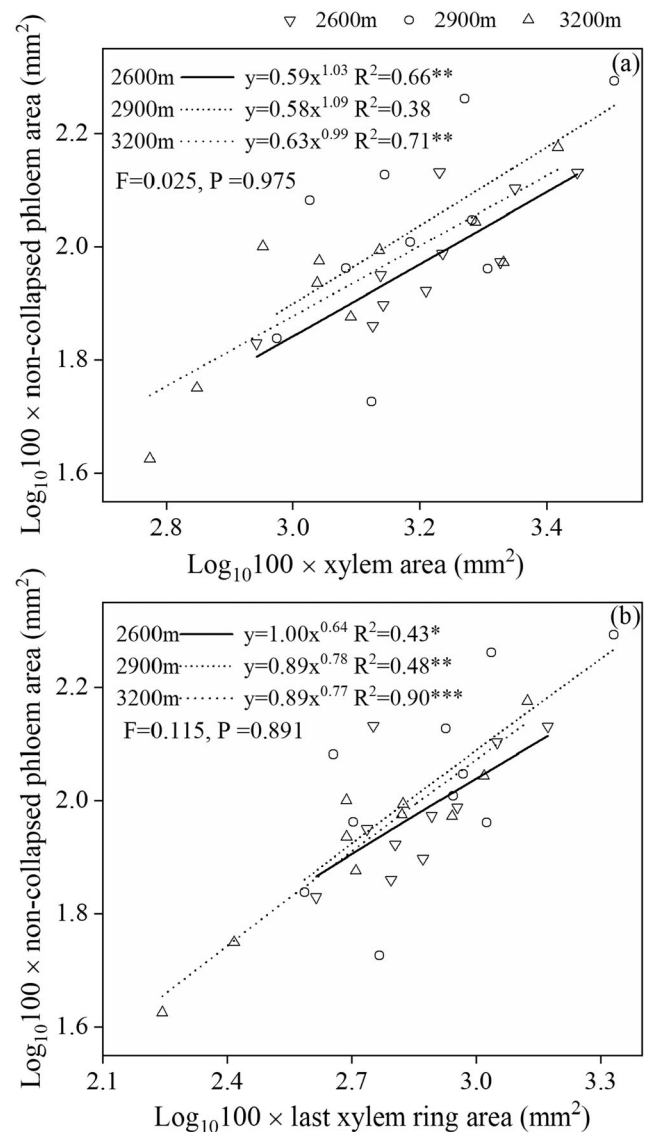 ▽ 2600m ○ 2900m △ 3200m
(a)
2600m y=0.59x^1.03 R²=0.66**
2900m y=0.58x^1.09 R²=0.38
3200m y=0.63x^0.99 R²=0.71**
F=0.025, P =0.975
Log₁₀100 × non-collapsed phloem area (mm²)
2.2
2.0
1.8
1.6
2.8 3.0 3.2 3.4
Log₁₀100 × xylem area (mm²)
(b)
2600m y=1.00x^0.64 R²=0.43*
2900m y=0.89x^0.78 R²=0.48**
3200m y=0.89x^0.77 R²=0.90***
F=0.115, P =0.891
Log₁₀100 × non-collapsed phloem area (mm²)
2.2
2.0
1.8
1.6
2.1 2.4 2.7 3.0 3.3
Log₁₀100 × last xylem ring area (mm²)